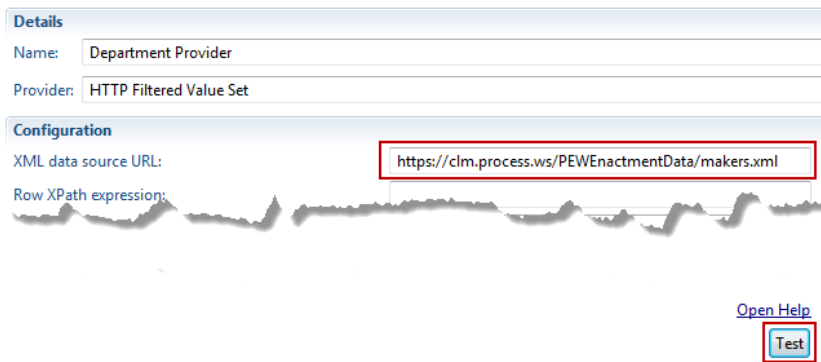 Details
Name: Department Provider
Provider: HTTP Filtered Value Set
Configuration
XML data source URL: https://clm.process.ws/PEWEnactmentData/makers.xml
Row XPath expression:
Open Help
Test